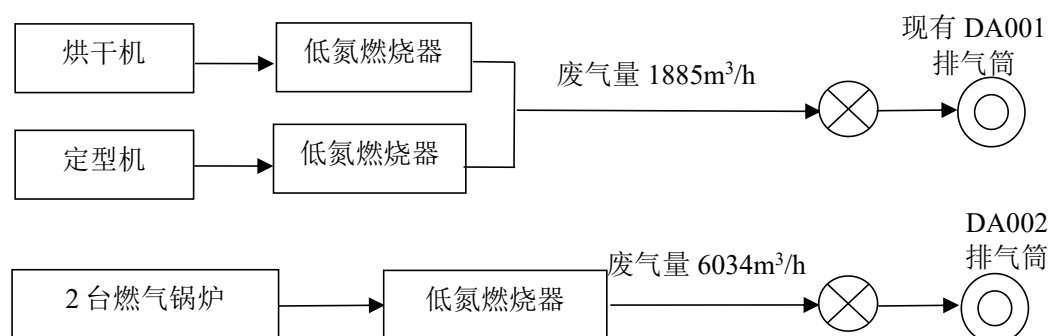 烘干机
低氮燃烧器
废气量 1885m³/h
现有 DA001
排气筒
定型机
低氮燃烧器
DA002
排气筒
2 台燃气锅炉
低氮燃烧器
废气量 6034m³/h